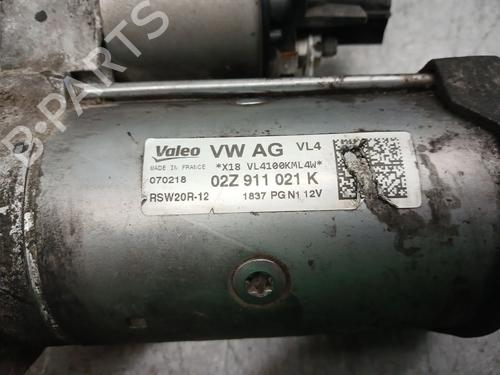 B-PARTS
Valeo VW AG VL4
MADE IN FRANCE *X18 VL4100KML4W*
070218 02Z 911 021 K
RSW20R-12 1837 PG N1 12V